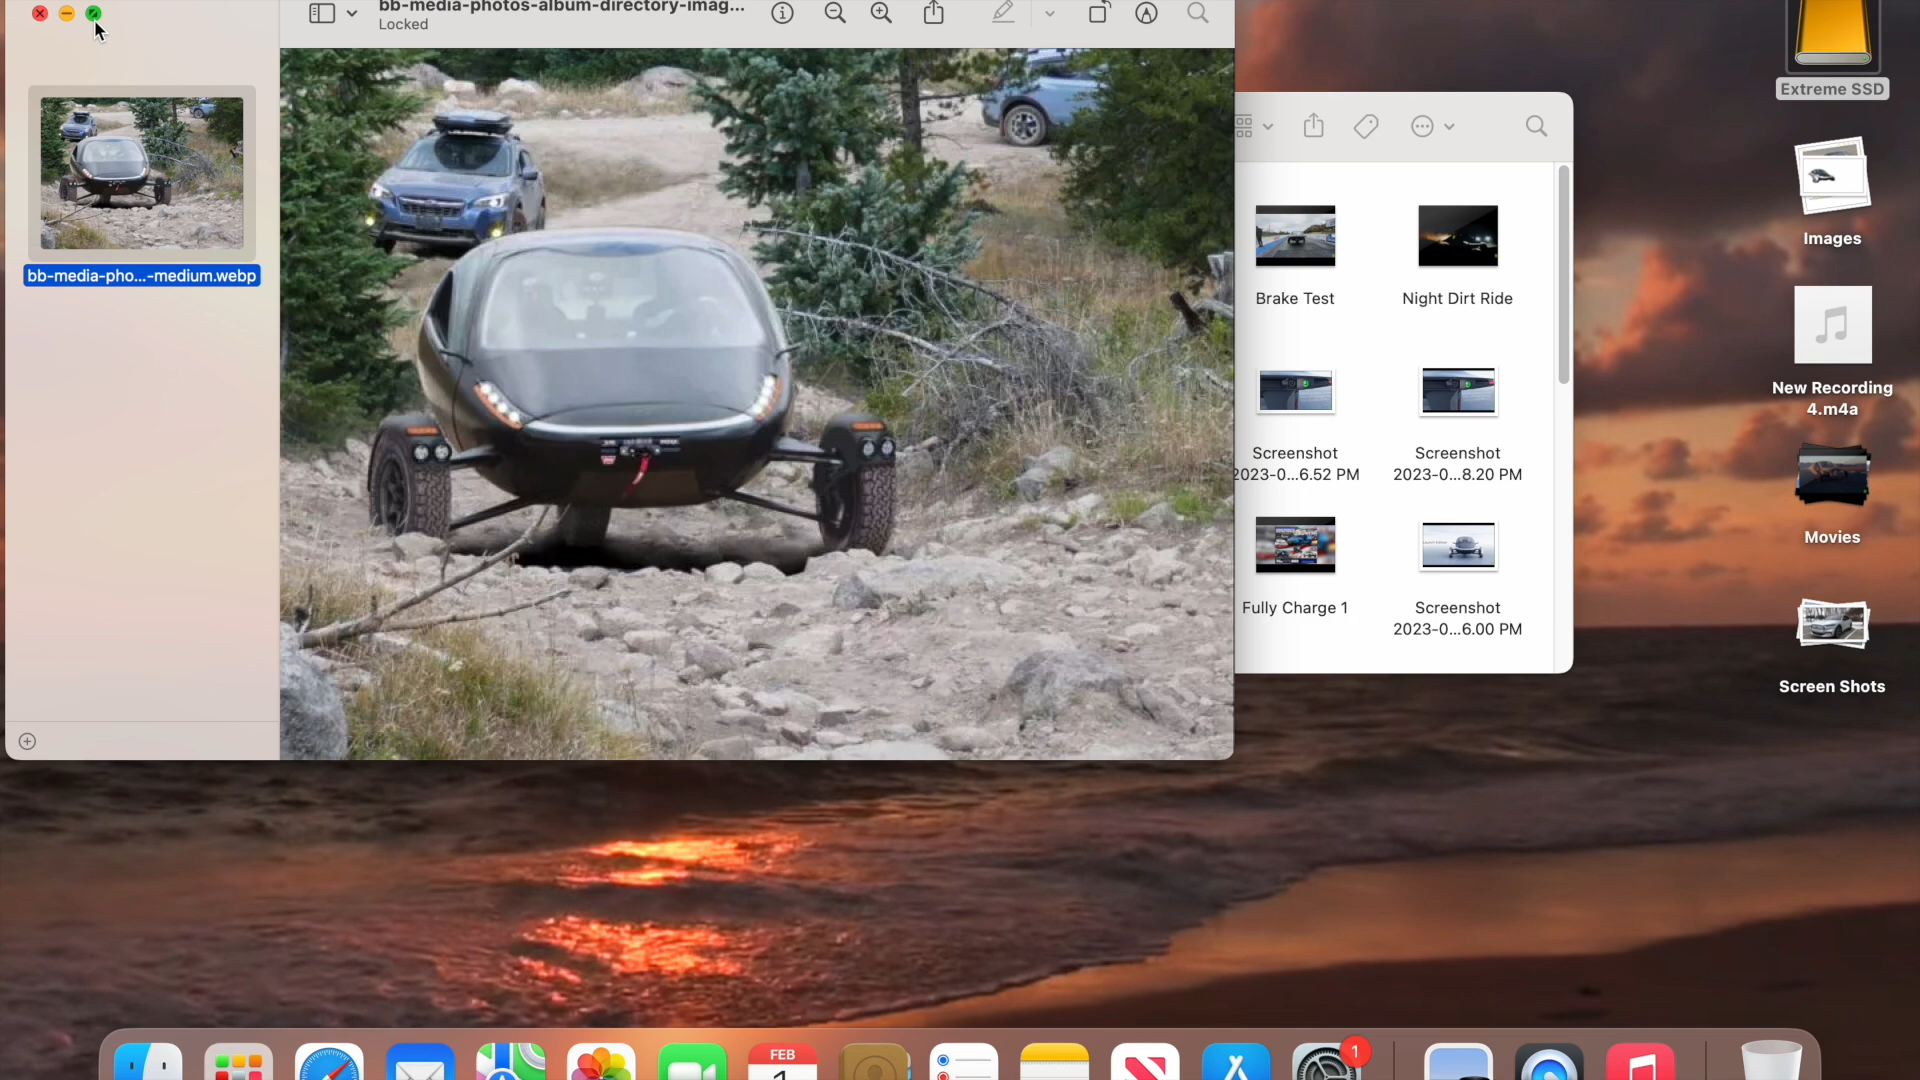 bb-media-photos-album-directory-imag...
Locked
bb-media-pho...-medium.webp
Brake Test
Night Dirt Ride
Screenshot
2023-0...6.52 PM
Screenshot
2023-0...8.20 PM
Fully Charge 1
Screenshot
2023-0...6.00 PM
Extreme SSD
Images
New Recording
4.m4a
Movies
Screen Shots
FEB
1
1